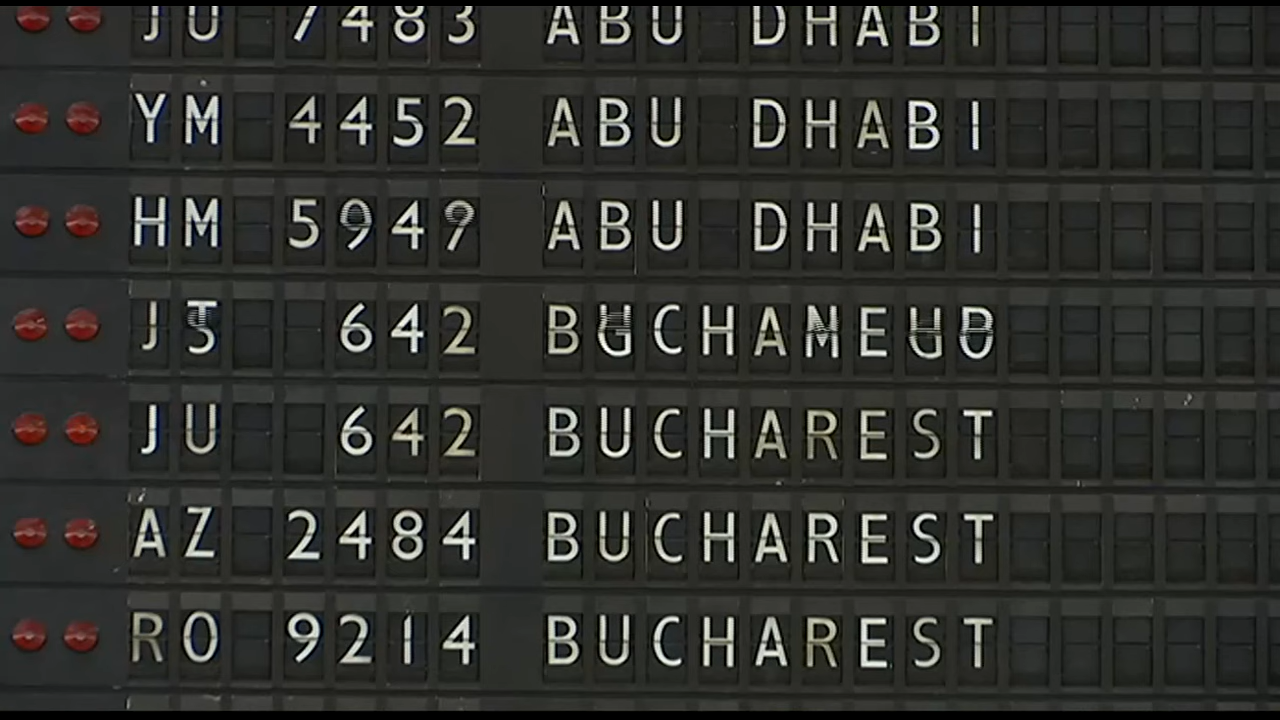 JU 7483 ABU DHABI
YM 4452 ABU DHABI
HM 5949 ABU DHABI
642
JU 642 BUCHAREST
AZ 2484 BUCHAREST
RO 9214 BUCHAREST